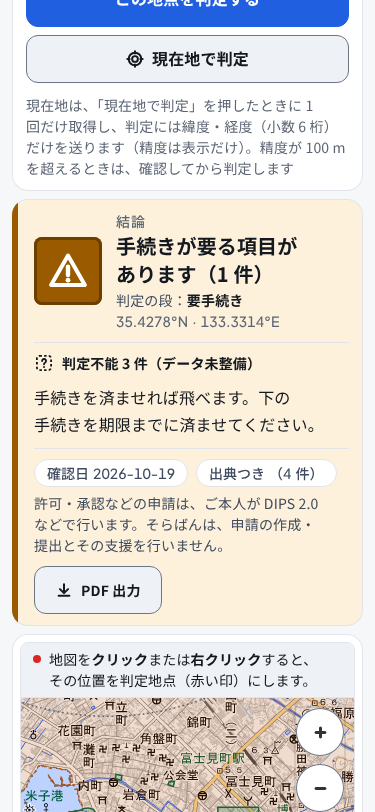 この地点を判定する
現在地で判定
現在地は、「現在地で判定」を押したときに 1
回だけ取得し、判定には緯度・経度（小数 6 桁）
だけを送ります（精度は表示だけ）。精度が 100 m
を超えるときは、確認してから判定します
結論
手続きが要る項目が
あります（1 件）
判定の段：要手続き
35.4278°N · 133.3314°E
判定不能 3 件（データ未整備）
手続きを済ませれば飛べます。下の
手続きを期限までに済ませてください。
確認日 2026-10-19
出典つき （4 件）
許可・承認などの申請は、ご本人が DIPS 2.0
などで行います。そらばんは、申請の作成・
提出とその支援を行いません。
PDF 出力
地図をクリックまたは右クリックすると、
その位置を判定地点（赤い印）にします。
立町
花園町
角盤町
錦町
灘町
富士見町駅
公会堂
内町
岩倉町
富士見町
米子港
+
−